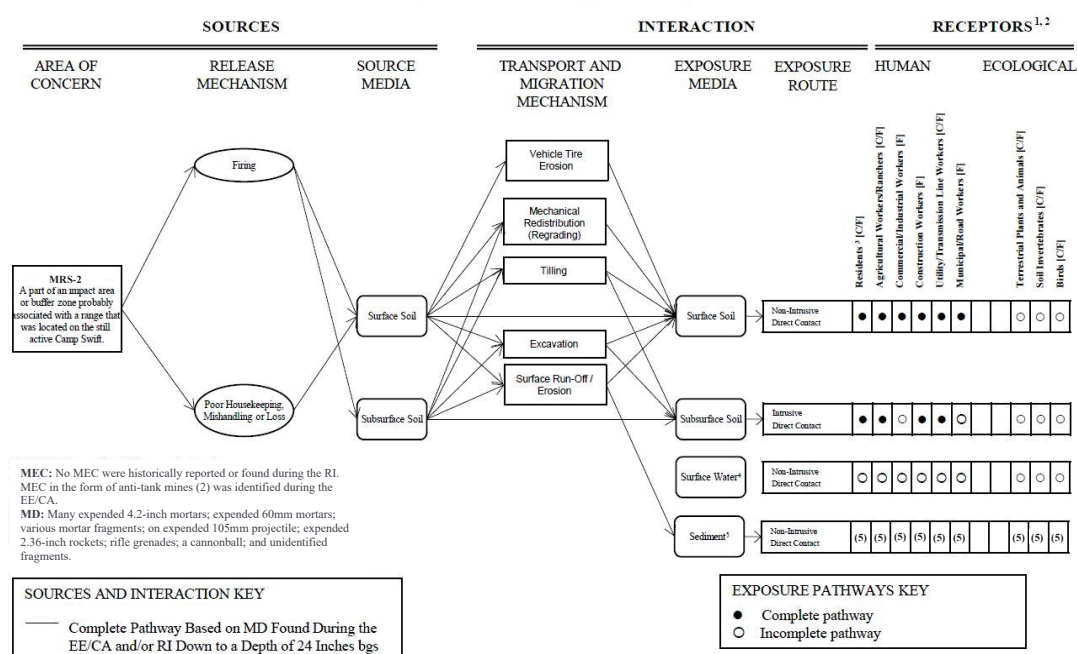 SOURCES
INTERACTION
RECEPTORS 1, 2
AREA OF
CONCERN
RELEASE
MECHANISM
SOURCE
MEDIA
TRANSPORT AND
MIGRATION
MECHANISM
EXPOSURE
MEDIA
EXPOSURE
ROUTE
HUMAN
ECOLOGICAL
Residents 3 [C/F]
Agricultural Workers/Ranchers [C/F]
Commercial/Industrial Workers [F]
Construction Workers [F]
Utility/Transmission Line Workers [C/F]
Municipal/Road Workers [F]
Terrestrial Plants and Animals [C/F]
Soil Invertebrates [C/F]
Birds [C/F]
MRS-2
A part of an impact area
or buffer zone probably
associated with a range that
was located on the still
active Camp Swift.
Firing
Poor Housekeeping,
Mishandling or Loss
Surface Soil
Subsurface Soil
Vehicle Tire
Erosion
Mechanical
Redistribution
(Regrading)
Tilling
Excavation
Surface Run-Off /
Erosion
Surface Soil
Non-Intrusive
Direct Contact
Subsurface Soil
Intrusive
Direct Contact
Surface Water4
Non-Intrusive
Direct Contact
Sediment5
Non-Intrusive
Direct Contact
(5) (5) (5) (5) (5) (5) (5) (5) (5)
MEC: No MEC were historically reported or found during the RI.
MEC in the form of anti-tank mines (2) was identified during the
EE/CA.
MD: Many expended 4.2-inch mortars; expended 60mm mortars;
various mortar fragments; on expended 105mm projectile; expended
2.36-inch rockets; rifle grenades; a cannonball; and unidentified
fragments.
SOURCES AND INTERACTION KEY
Complete Pathway Based on MD Found During the
EE/CA and/or RI Down to a Depth of 24 Inches bgs
EXPOSURE PATHWAYS KEY
Complete pathway
Incomplete pathway